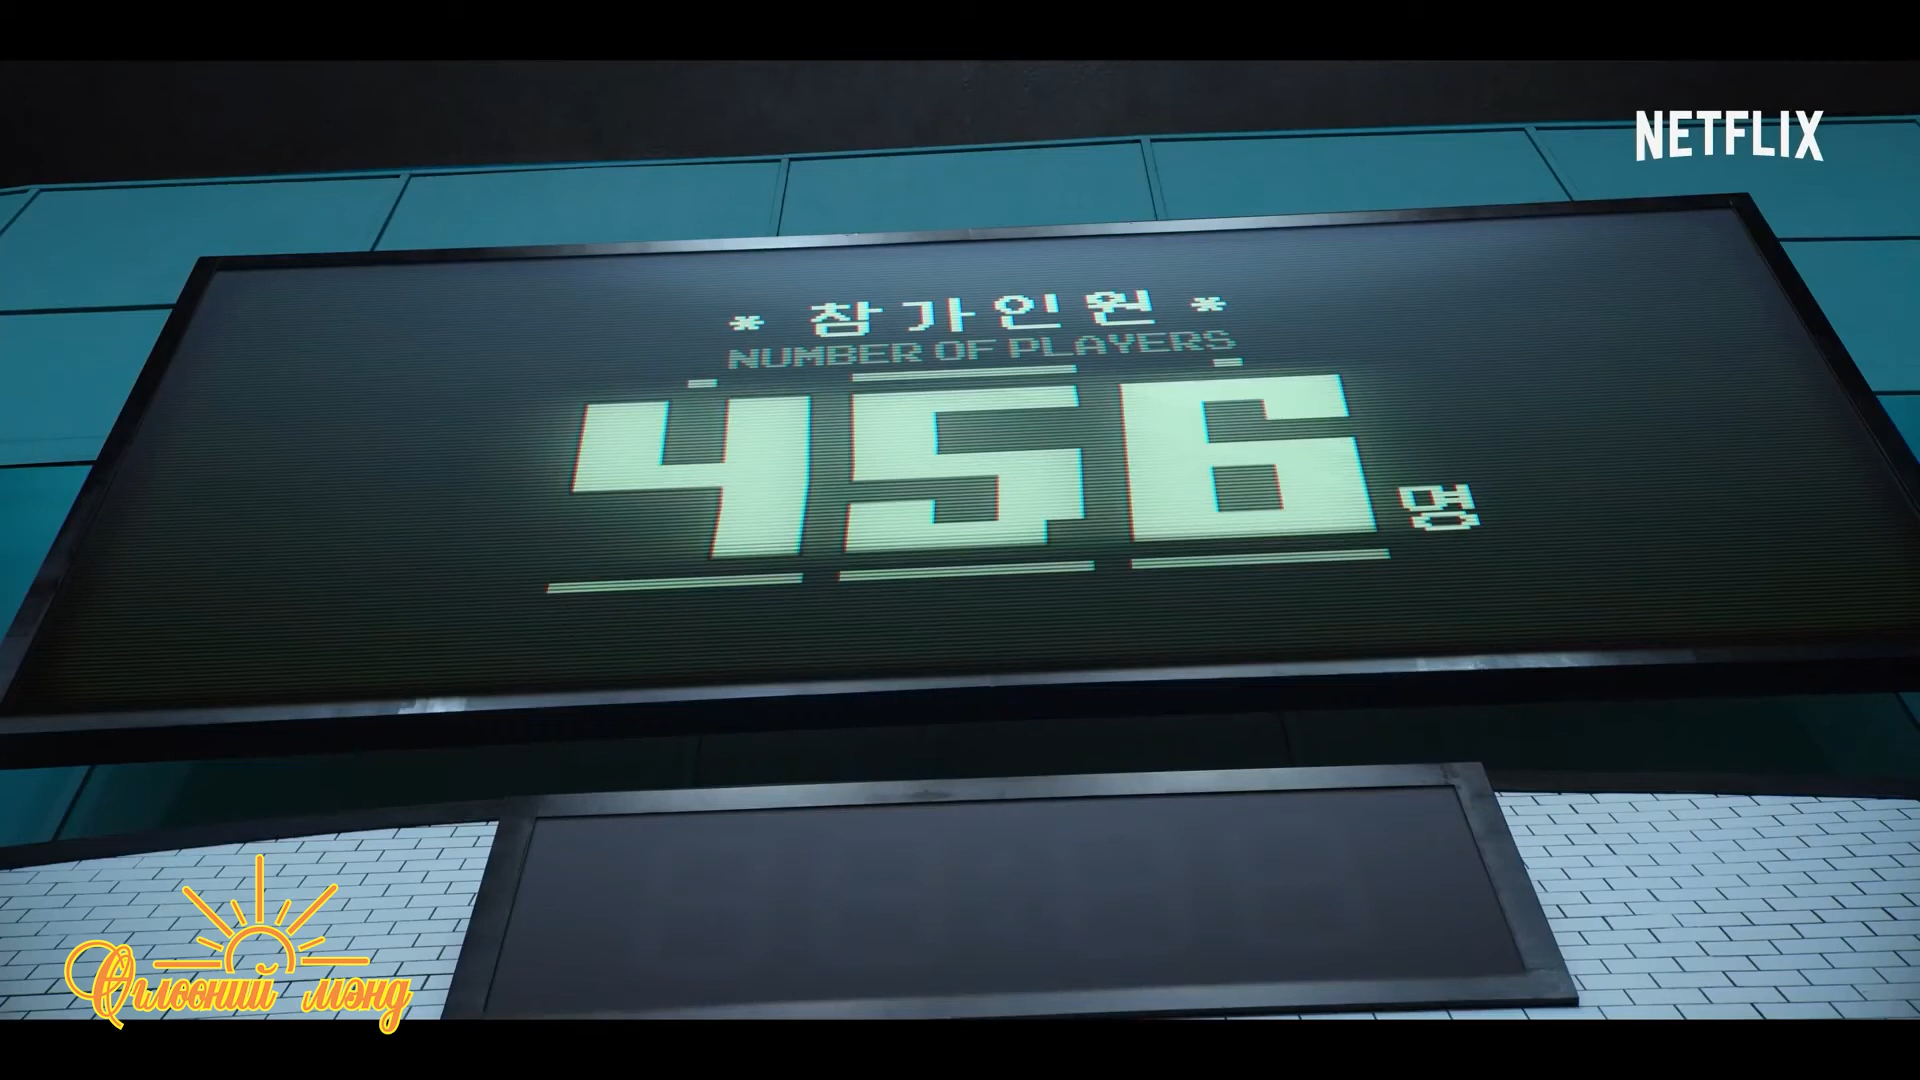 NETFLIX
* 참가인원 *
NUMBER OF PLAYERS
456명
Өглөөний мэнд